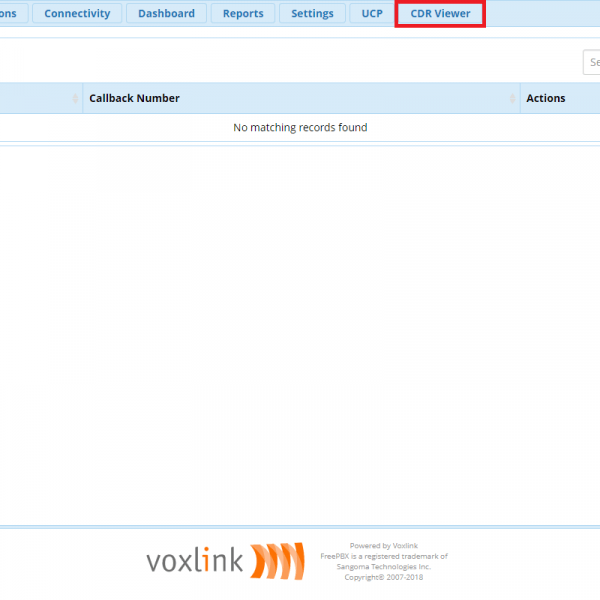 ons Connectivity Dashboard Reports Settings UCP CDR Viewer
Se
Callback Number Actions
No matching records found
voxlink
Powered by Voxlink
FreePBX is a registered trademark of
Sangoma Technologies Inc.
Copyright® 2007-2018